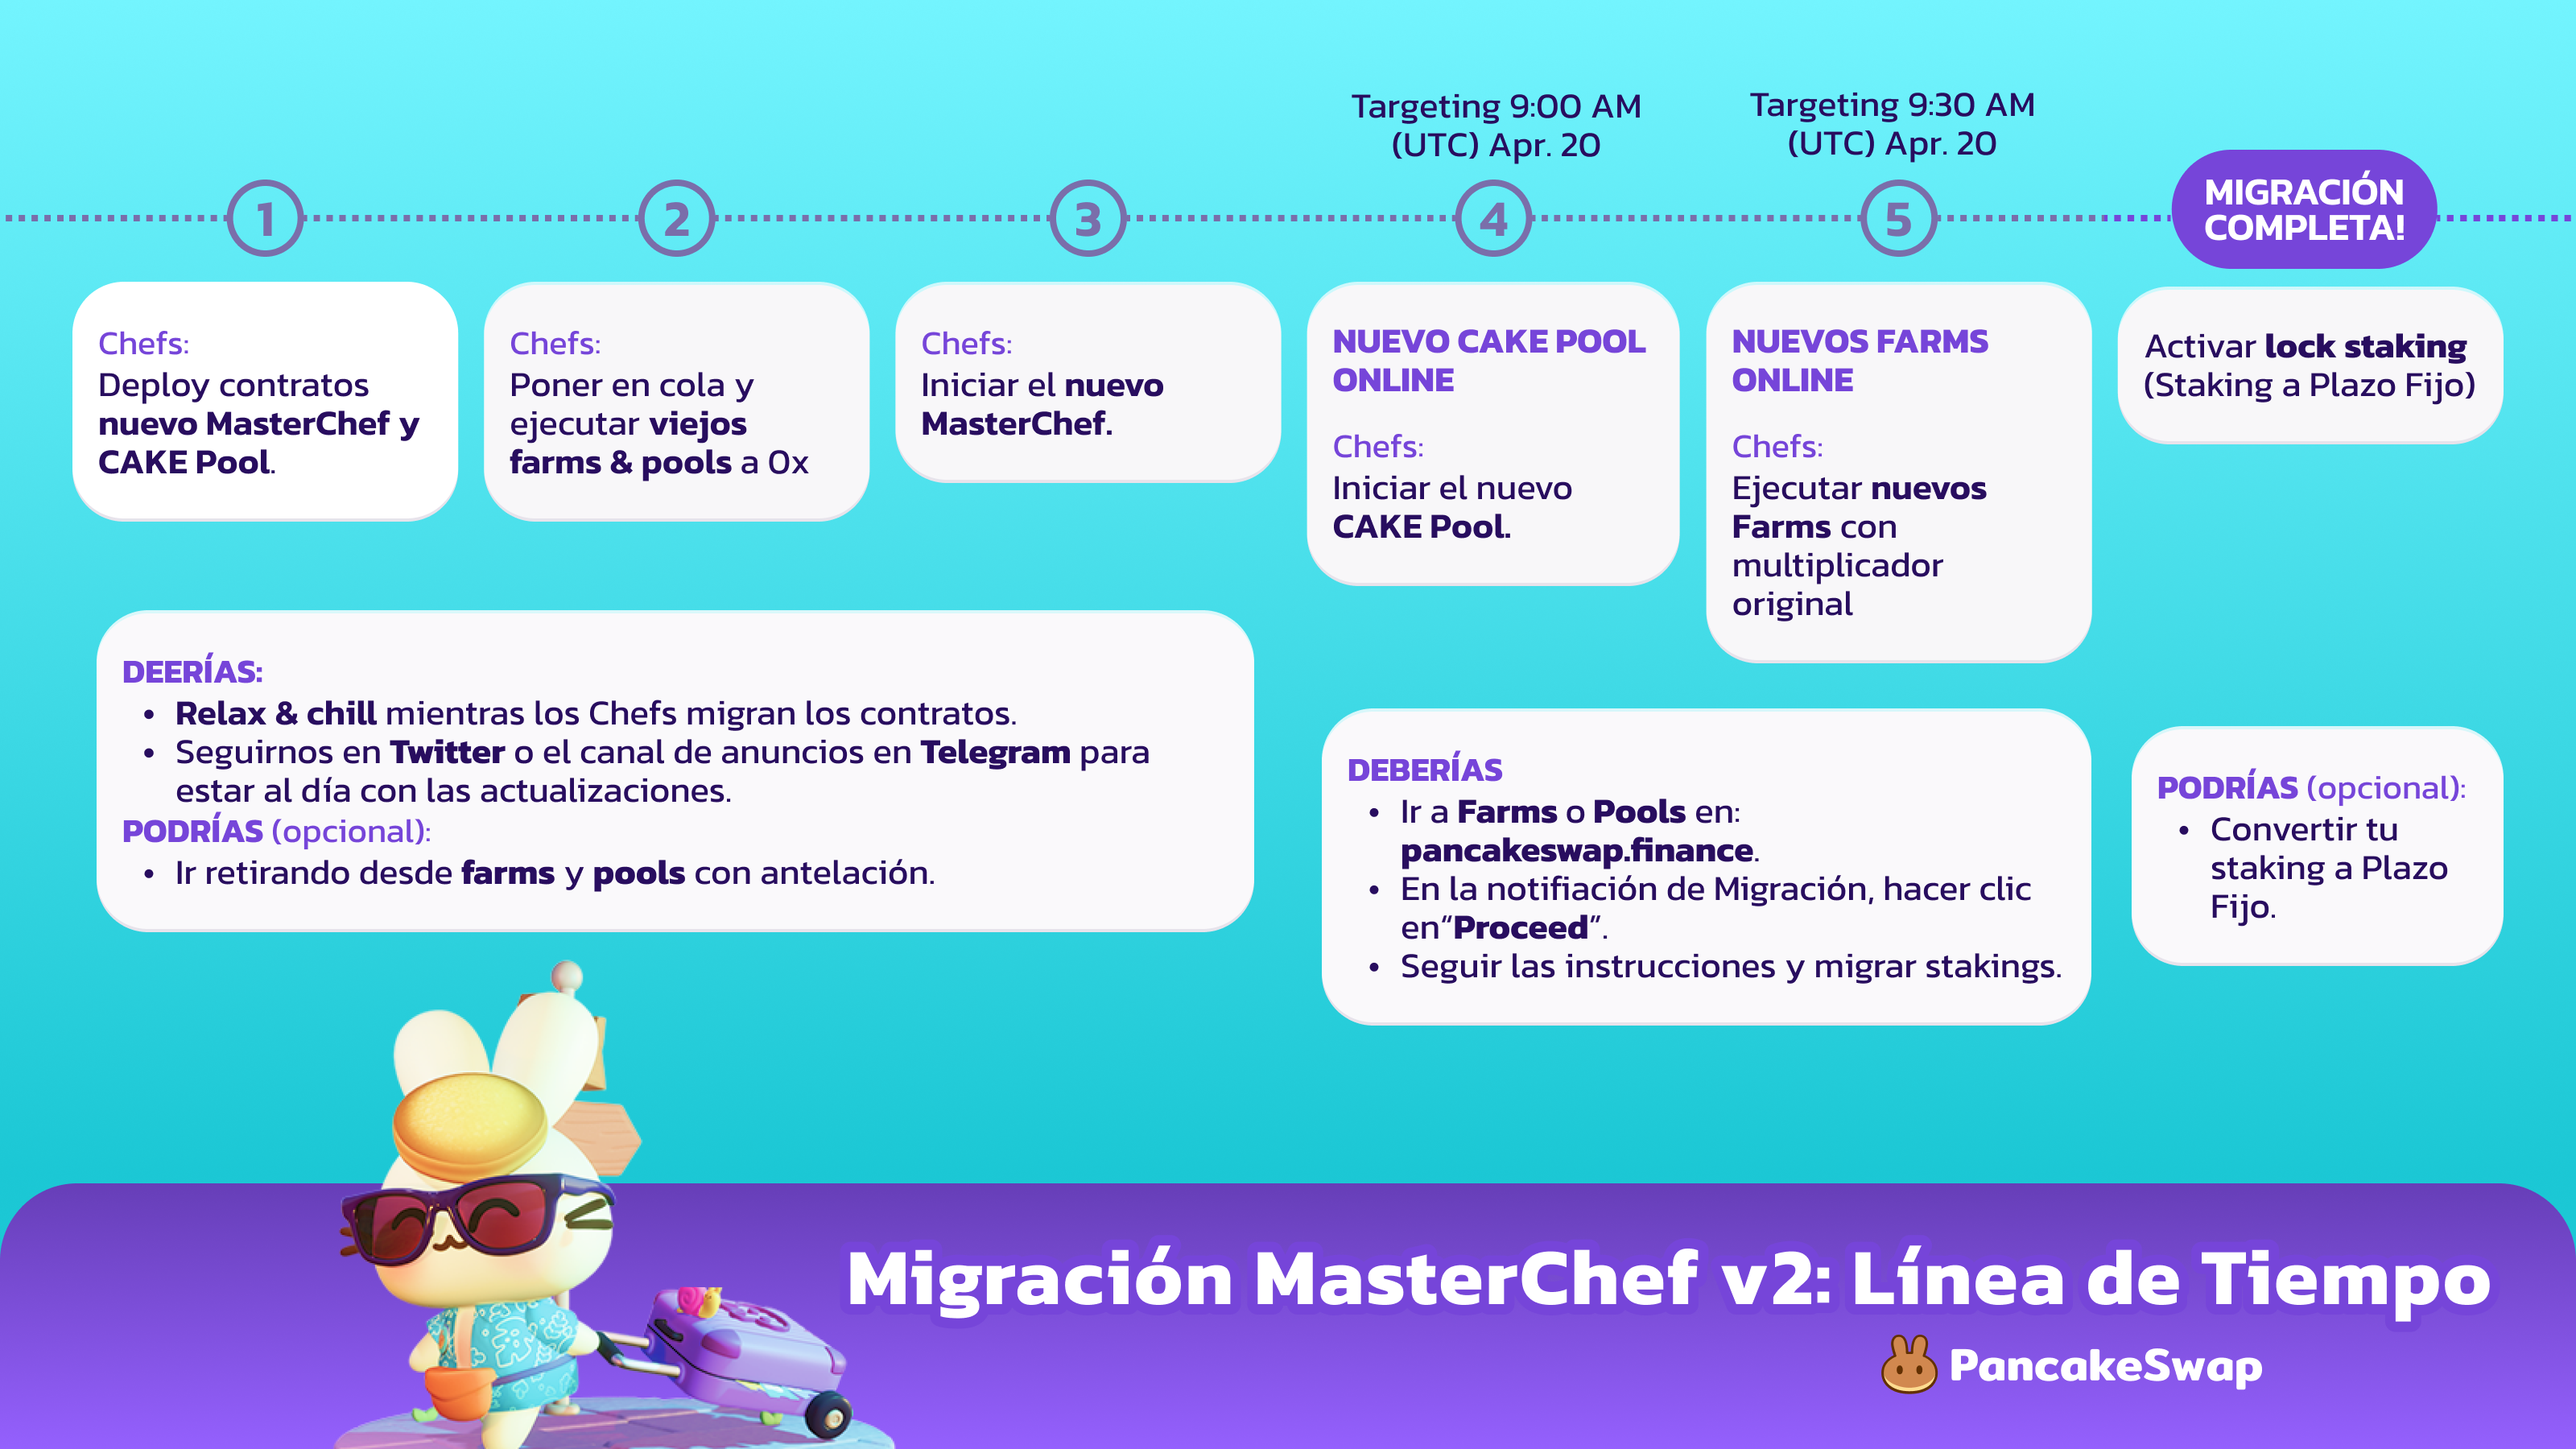 Targeting 9:00 AM
(UTC) Apr. 20
Targeting 9:30 AM
(UTC) Apr. 20
1
2
3
4
5
MIGRACIÓN
COMPLETA!
Chefs:
Deploy contratos
nuevo MasterChef y
CAKE Pool.
Chefs:
Poner en cola y
ejecutar viejos
farms & pools a 0x
Chefs:
Iniciar el nuevo
MasterChef.
NUEVO CAKE POOL
ONLINE
Chefs:
Iniciar el nuevo
CAKE Pool.
NUEVOS FARMS
ONLINE
Chefs:
Ejecutar nuevos
Farms con
multiplicador
original
Activar lock staking
(Staking a Plazo Fijo)
DEERÍAS:
• Relax & chill mientras los Chefs migran los contratos.
• Seguirnos en Twitter o el canal de anuncios en Telegram para
estar al día con las actualizaciones.
PODRÍAS (opcional):
• Ir retirando desde farms y pools con antelación.
DEBERÍAS
• Ir a Farms o Pools en:
pancakeswap.finance.
• En la notifiación de Migración, hacer clic
en“Proceed”.
• Seguir las instrucciones y migrar stakings.
PODRÍAS (opcional):
• Convertir tu
staking a Plazo
Fijo.
Migración MasterChef v2: Línea de Tiempo
PancakeSwap